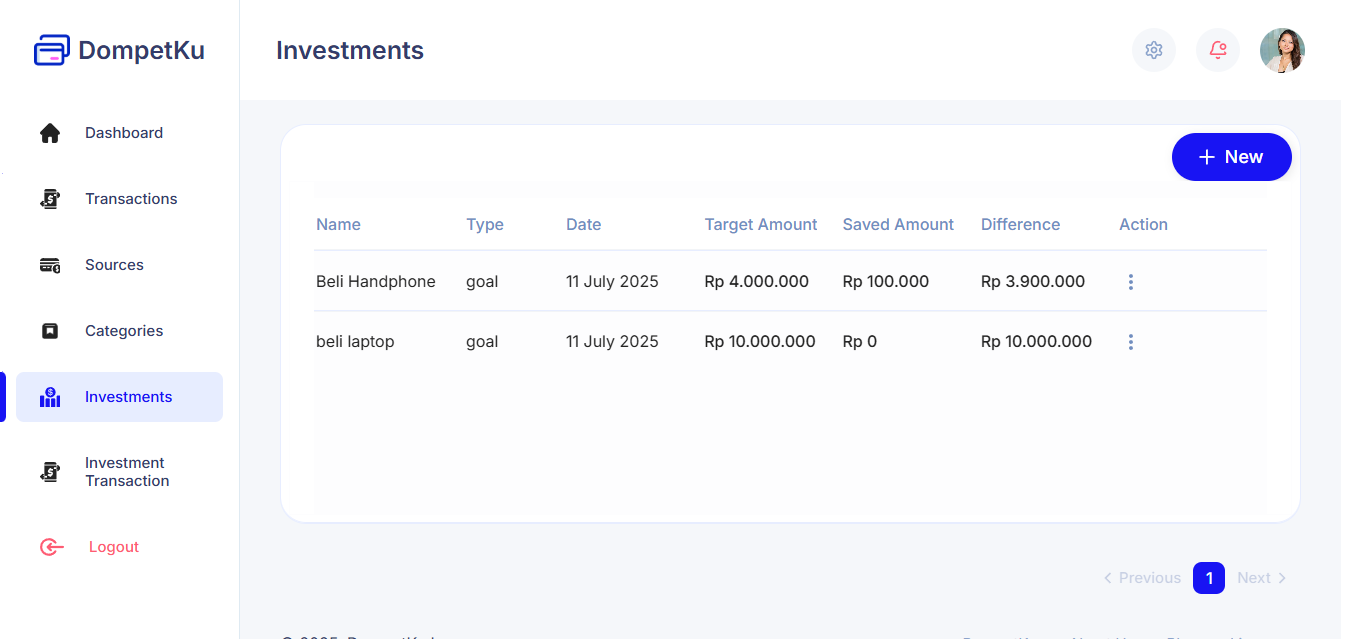 DompetKu
Investments
Dashboard
Transactions
Sources
Categories
Investments
Investment
Transaction
Logout
+ New
Name Type Date Target Amount Saved Amount Difference Action
Beli Handphone goal 11 July 2025 Rp 4.000.000 Rp 100.000 Rp 3.900.000
beli laptop goal 11 July 2025 Rp 10.000.000 Rp 0 Rp 10.000.000
Previous 1 Next